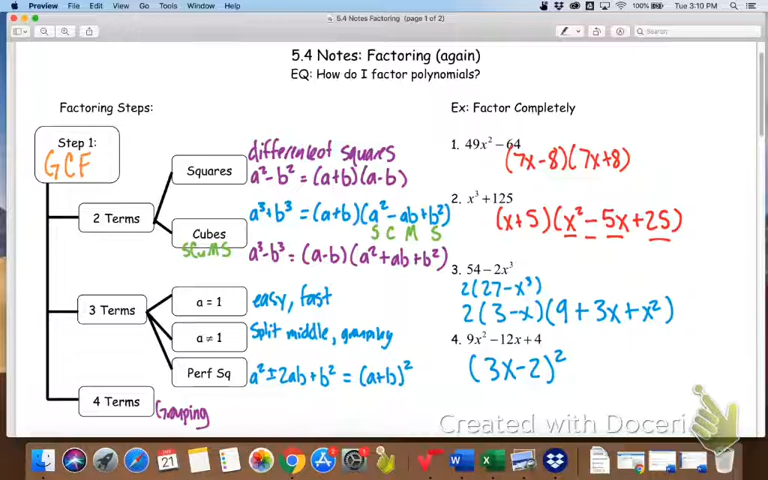 Preview File Edit View Go Tools Window Help
100% Tue 3:10 PM
5.4 Notes Factoring (page 1 of 2)
Search
5.4 Notes: Factoring (again)
EQ: How do I factor polynomials?
Factoring Steps:
Step 1:
GCF
2 Terms
Squares
difference of squares
a²-b² = (a+b)(a-b)
Cubes
SCUMS
a³+b³ = (a+b)(a²-ab+b²)
S C M S
a³-b³ = (a-b)(a²+ab+b²)
3 Terms
a = 1
easy, fast
a ≠ 1
Split middle, grouping
Perf Sq
a²±2ab+b² = (a±b)²
4 Terms
Grouping
Ex: Factor Completely
1. 49x² − 64
(7x-8)(7x+8)
2. x³ + 125
(x+5)(x²-5x+25)
3. 54 − 2x³
2(27-x³)
2(3-x)(9+3x+x²)
4. 9x² − 12x + 4
(3x-2)²
Created with Doceri
JAN
21